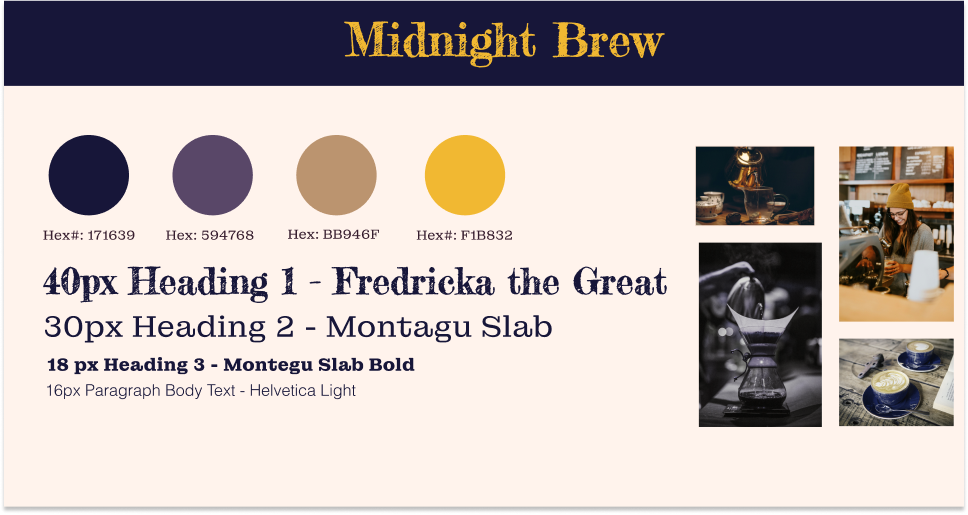 Midnight Brew
Hex#: 171639
Hex: 594768
Hex: BB946F
Hex#: F1B832
40px Heading 1 - Fredricka the Great
30px Heading 2 - Montagu Slab
18 px Heading 3 - Montegu Slab Bold
16px Paragraph Body Text - Helvetica Light